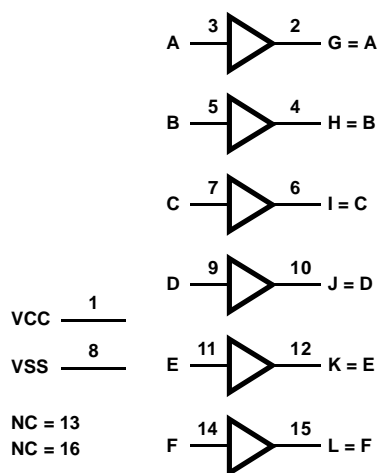 A 3 2 G = A
B 5 4 H = B
C 7 6 I = C
D 9 10 J = D
VCC 1
VSS 8
E 11 12 K = E
NC = 13
NC = 16
F 14 15 L = F